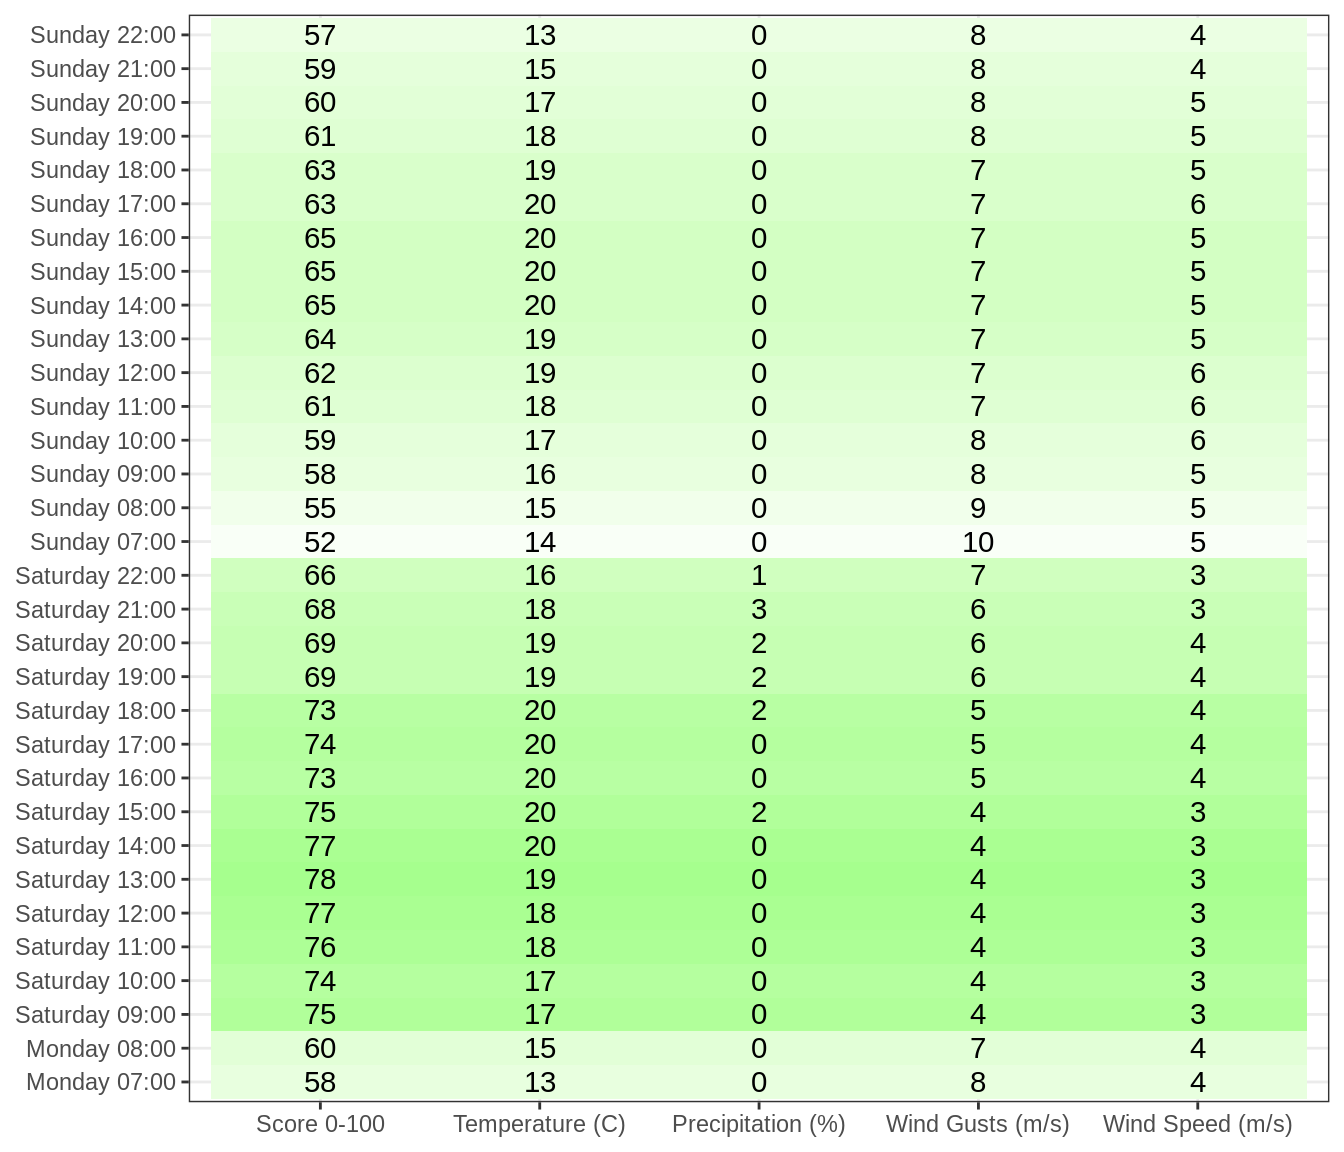 Sunday 22:00 57 13 0 8 4
Sunday 21:00 59 15 0 8 4
Sunday 20:00 60 17 0 8 5
Sunday 19:00 61 18 0 8 5
Sunday 18:00 63 19 0 7 5
Sunday 17:00 63 20 0 7 6
Sunday 16:00 65 20 0 7 5
Sunday 15:00 65 20 0 7 5
Sunday 14:00 65 20 0 7 5
Sunday 13:00 64 19 0 7 5
Sunday 12:00 62 19 0 7 6
Sunday 11:00 61 18 0 7 6
Sunday 10:00 59 17 0 8 6
Sunday 09:00 58 16 0 8 5
Sunday 08:00 55 15 0 9 5
Sunday 07:00 52 14 0 10 5
Saturday 22:00 66 16 1 7 3
Saturday 21:00 68 18 3 6 3
Saturday 20:00 69 19 2 6 4
Saturday 19:00 69 19 2 6 4
Saturday 18:00 73 20 2 5 4
Saturday 17:00 74 20 0 5 4
Saturday 16:00 73 20 0 5 4
Saturday 15:00 75 20 2 4 3
Saturday 14:00 77 20 0 4 3
Saturday 13:00 78 19 0 4 3
Saturday 12:00 77 18 0 4 3
Saturday 11:00 76 18 0 4 3
Saturday 10:00 74 17 0 4 3
Saturday 09:00 75 17 0 4 3
Monday 08:00 60 15 0 7 4
Monday 07:00 58 13 0 8 4
Score 0-100 Temperature (C) Precipitation (%) Wind Gusts (m/s) Wind Speed (m/s)